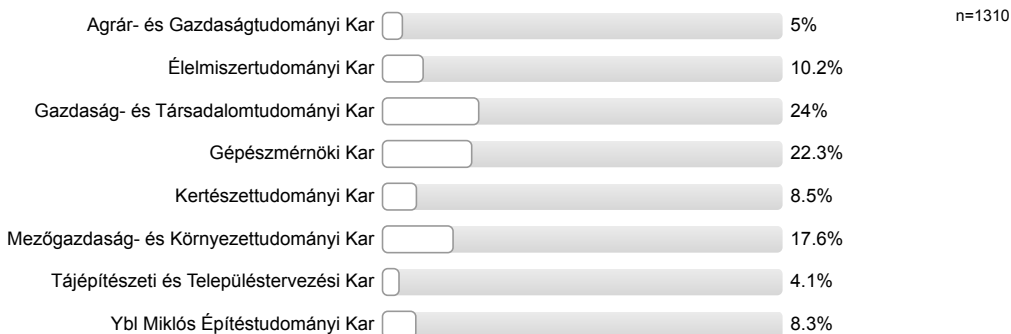 n=1310
Agrár- és Gazdaságtudományi Kar 5%
Élelmiszertudományi Kar 10.2%
Gazdaság- és Társadalomtudományi Kar 24%
Gépészmérnöki Kar 22.3%
Kertészettudományi Kar 8.5%
Mezőgazdaság- és Környezettudományi Kar 17.6%
Tájépítészeti és Településtervezési Kar 4.1%
Ybl Miklós Építéstudományi Kar 8.3%